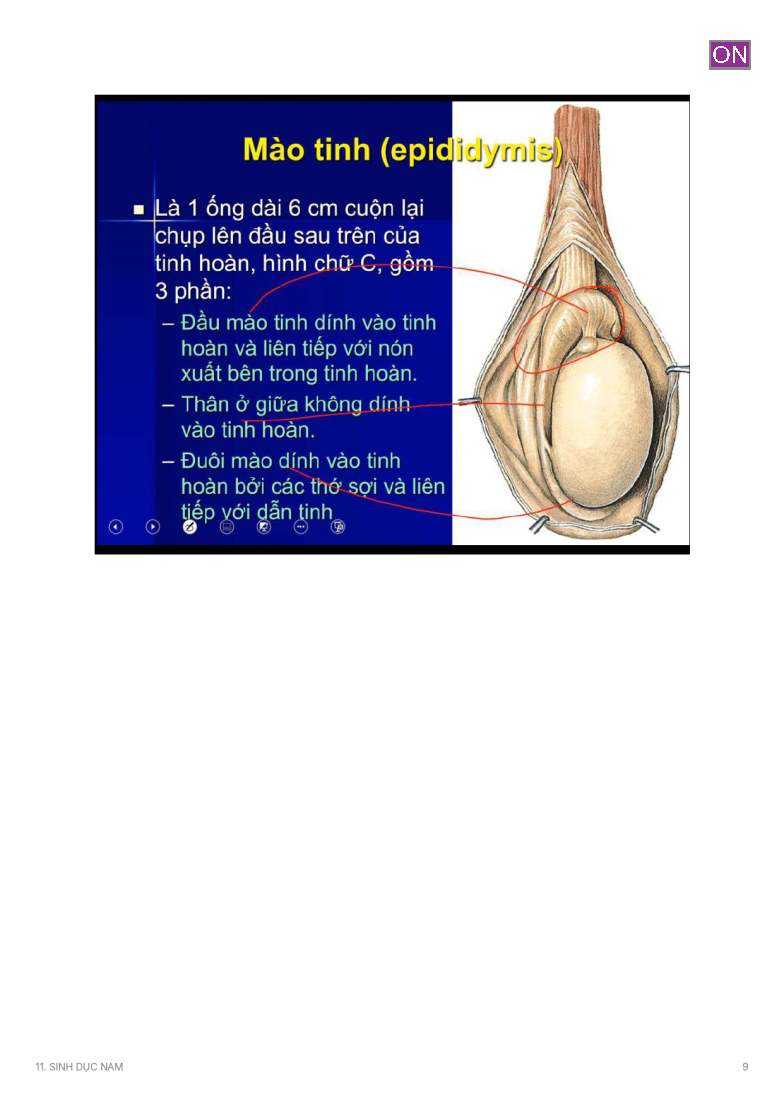 ON
Mào tinh (epididymis)
Là 1 ống dài 6 cm cuộn lại
chụp lên đầu sau trên của
tinh hoàn, hình chữ C, gồm
3 phần:
– Đầu mào tinh dính vào tinh
hoàn và liên tiếp với nón
xuất bên trong tinh hoàn.
– Thân ở giữa không dính
vào tinh hoàn.
– Đuôi mào dính vào tinh
hoàn bởi các thớ sợi và liên
tiếp với dẫn tinh
11. SINH DỤC NAM
9